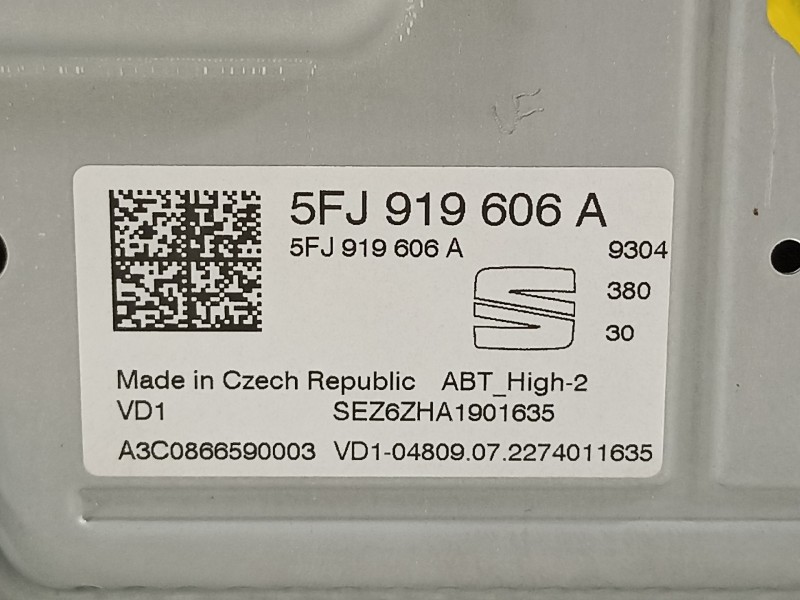 5FJ 919 606 A
5FJ 919 606 A 9304
380
30
Made in Czech Republic ABT_High-2
VD1 SEZ6ZHA1901635
A3C0866590003 VD1-04809.07.2274011635